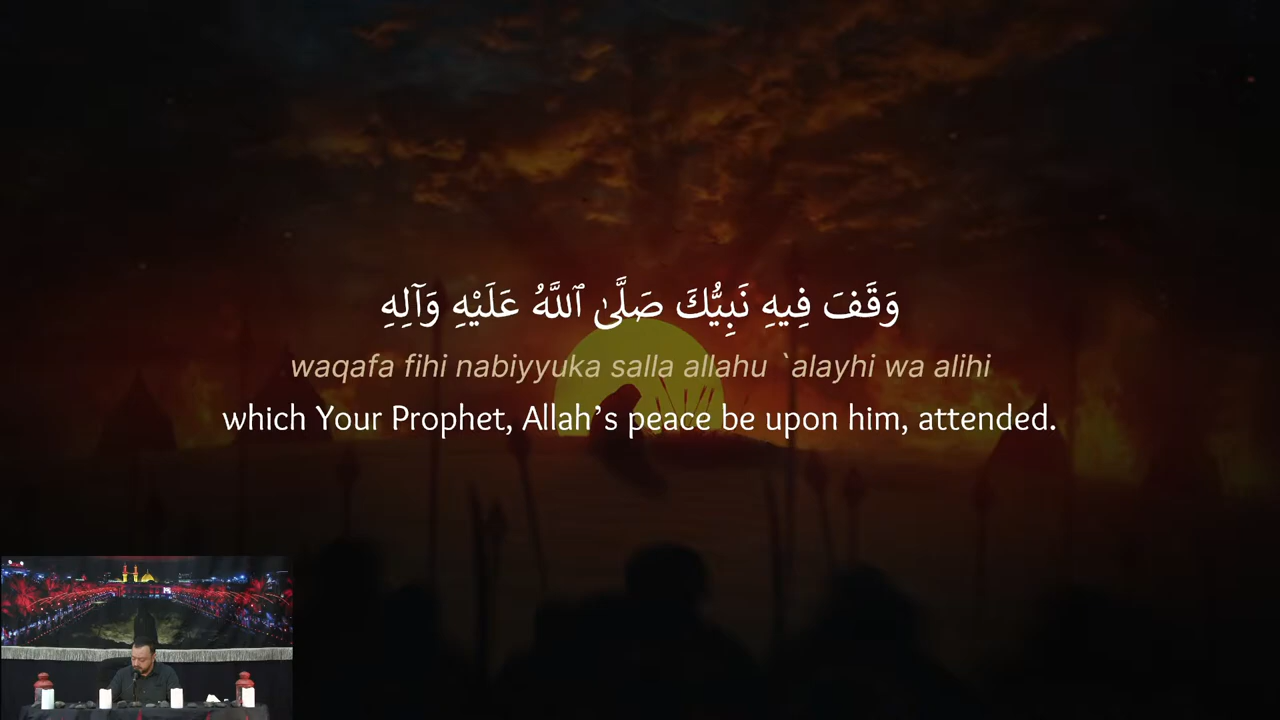 وَقَفَ فِيهِ نَبِيُّكَ صَلَّىٰ ٱللَّهُ عَلَيْهِ وَآلِهِ
waqafa fihi nabiyyuka salla allahu `alayhi wa alihi
which Your Prophet, Allah’s peace be upon him, attended.